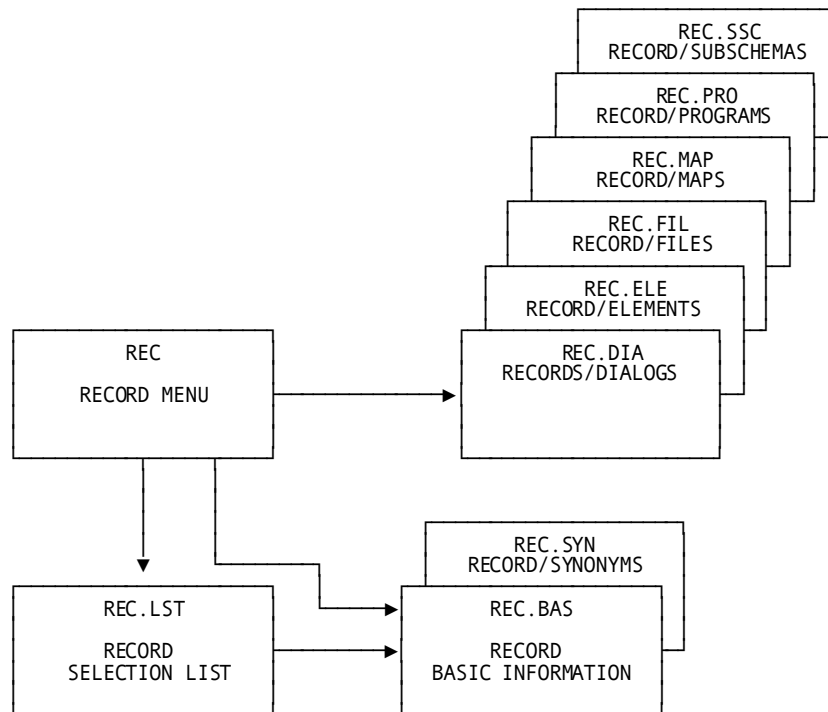 REC.SSC
RECORD/SUBSCHEMAS
REC.PRO
RECORD/PROGRAMS
REC.MAP
RECORD/MAPS
REC.FIL
RECORD/FILES
REC.ELE
RECORD/ELEMENTS
REC.DIA
RECORDS/DIALOGS
REC
RECORD MENU
REC.SYN
RECORD/SYNONYMS
REC.LST
RECORD
SELECTION LIST
REC.BAS
RECORD
BASIC INFORMATION